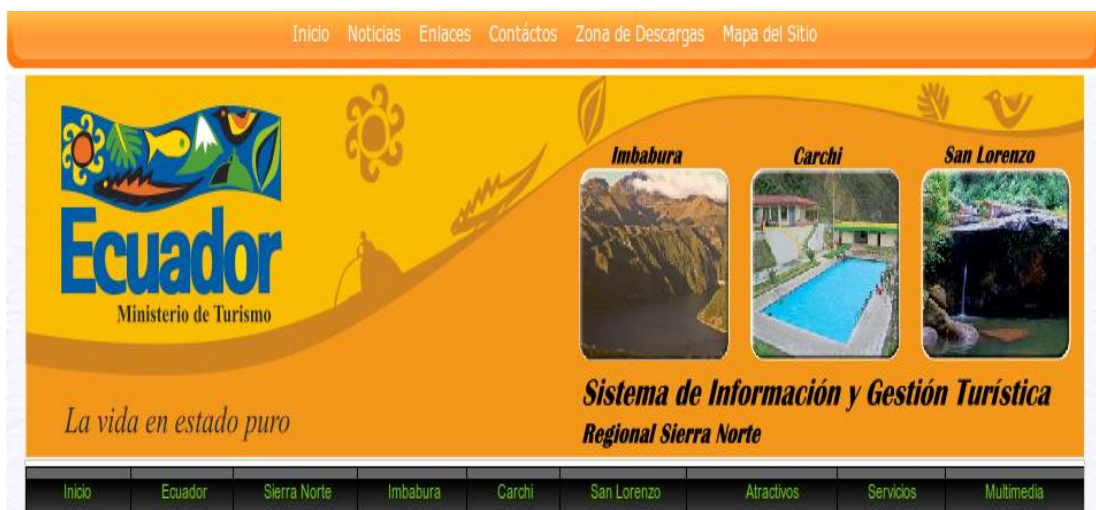 Inicio Noticias Enlaces Contáctos Zona de Descargas Mapa del Sitio
Ecuador
Ministerio de Turismo
La vida en estado puro
Imbabura Carchi San Lorenzo
Sistema de Información y Gestión Turística
Regional Sierra Norte
Inicio Ecuador Sierra Norte Imbabura Carchi San Lorenzo Atractivos Servicios Multimedia